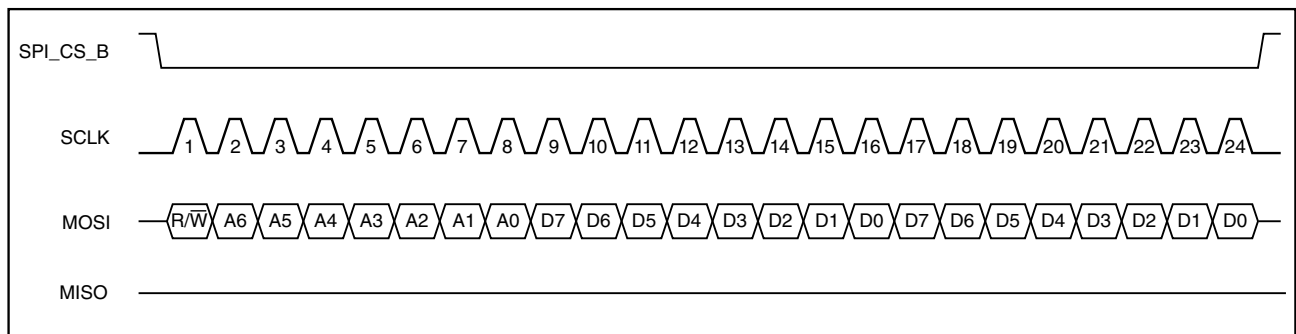 SPI_CS_B
SCLK 1 2 3 4 5 6 7 8 9 10 11 12 13 14 15 16 17 18 19 20 21 22 23 24
MOSI R/W̅ A6 A5 A4 A3 A2 A1 A0 D7 D6 D5 D4 D3 D2 D1 D0 D7 D6 D5 D4 D3 D2 D1 D0
MISO